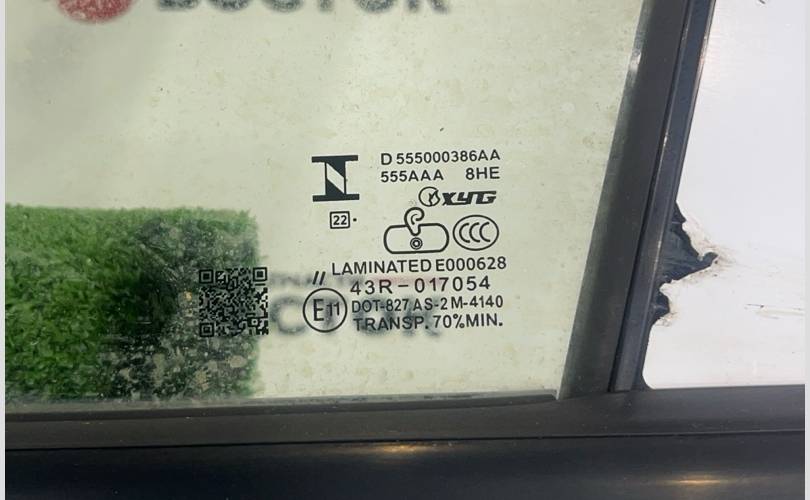 DOCTOR
D 555000386AA
555AAA 8HE
N
XYG
22.
CCC
LAMINATED E000628
// 43R-017054
E11 DOT-827 AS-2 M-4140
TRANSP. 70%MIN.